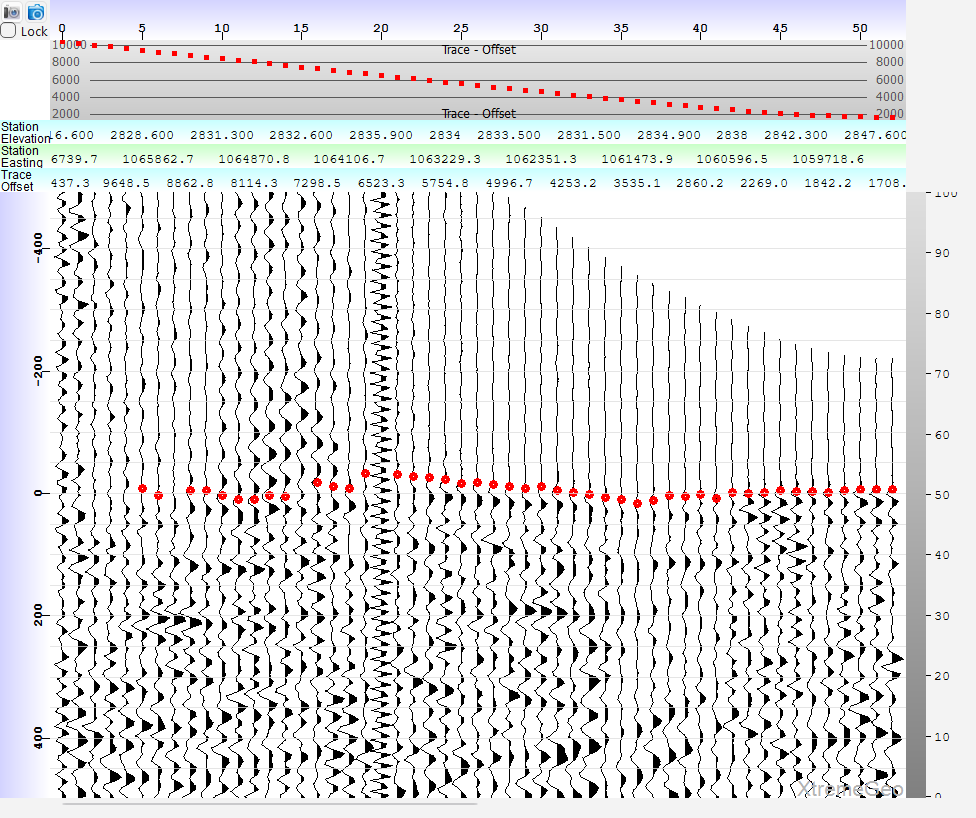 Lock
0 5 10 15 20 25 30 35 40 45 50
10000 Trace - Offset 10000
8000 8000
6000 6000
4000 4000
2000 Trace - Offset 2000
Station
Elevation 16.600 2828.600 2831.300 2832.600 2835.900 2834 2833.500 2831.500 2834.900 2838 2842.300 2847.600
Station
Easting 6739.7 1065862.7 1064870.8 1064106.7 1063229.3 1062351.3 1061473.9 1060596.5 1059718.6
Trace
Offset 437.3 9648.5 8862.8 8114.3 7298.5 6523.3 5754.8 4996.7 4253.2 3535.1 2860.2 2269.0 1842.2 1708.
100
-400 90
80
-200 70
60
0 50
40
200 30
20
400 10
0
XtremeGeo